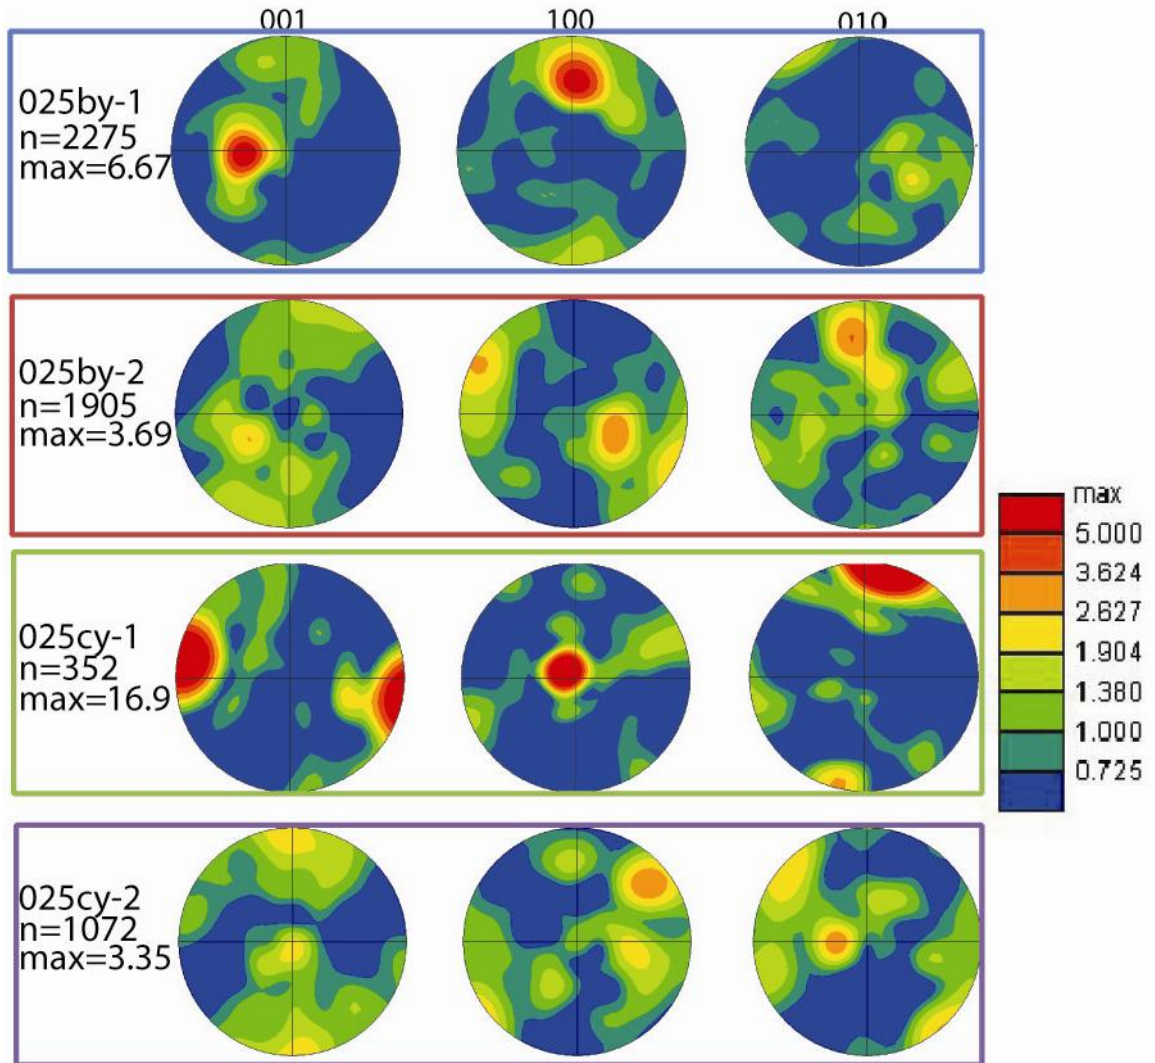 001 100 010
025by-1
n=2275
max=6.67
025by-2
n=1905
max=3.69
025cy-1
n=352
max=16.9
025cy-2
n=1072
max=3.35
max
5.000
3.624
2.627
1.904
1.380
1.000
0.725